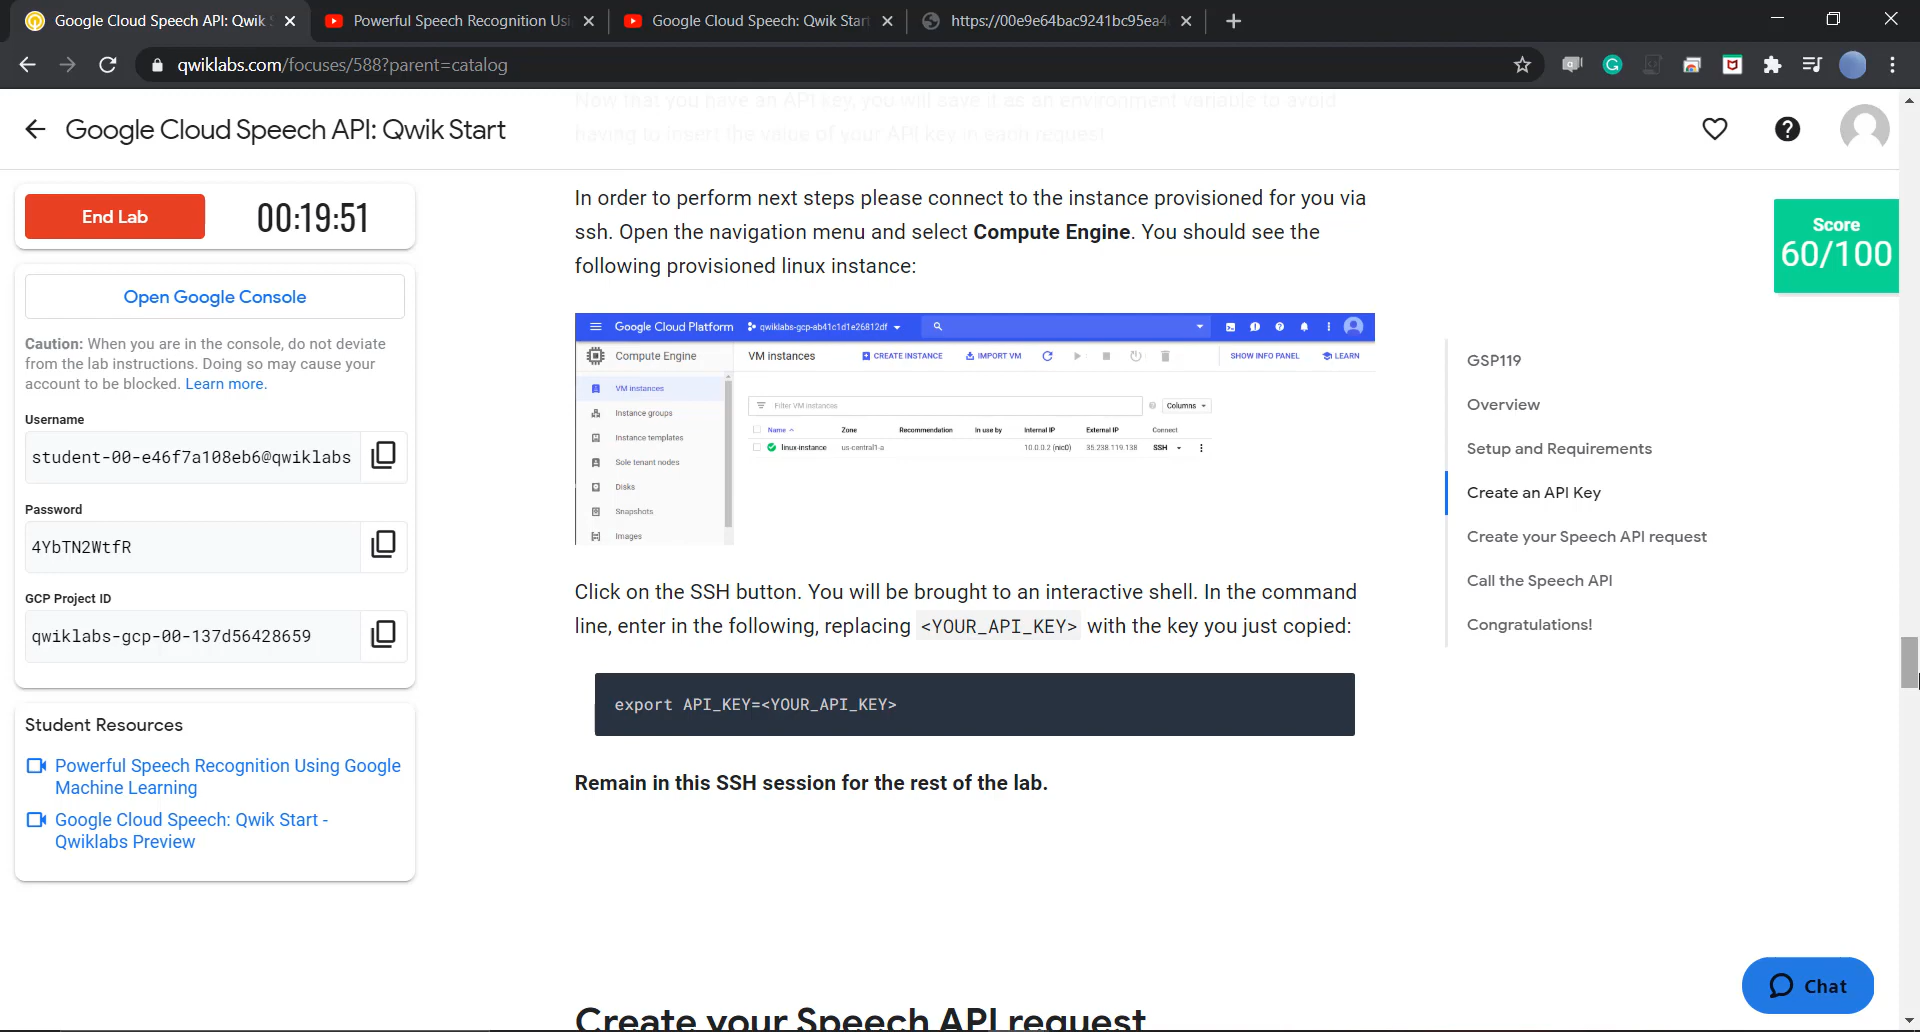 Google Cloud Speech API: Qwik S
Powerful Speech Recognition Usi
Google Cloud Speech: Qwik Start
https://00e9e64bac9241bc95ea4
qwiklabs.com/focuses/588?parent=catalog
Google Cloud Speech API: Qwik Start
Now that you have an API key, you will save it as an environment variable to avoid
having to insert the value of your API key in each request
End Lab
00:19:51
Open Google Console
Caution: When you are in the console, do not deviate
from the lab instructions. Doing so may cause your
account to be blocked. Learn more.
Username
student-00-e46f7a108eb6@qwiklabs
Password
4YbTN2WtfR
GCP Project ID
qwiklabs-gcp-00-137d56428659
Student Resources
Powerful Speech Recognition Using Google
Machine Learning
Google Cloud Speech: Qwik Start -
Qwiklabs Preview
In order to perform next steps please connect to the instance provisioned for you via
ssh. Open the navigation menu and select Compute Engine. You should see the
following provisioned linux instance:
Google Cloud Platform qwiklabs-gcp-ab41c1d1e26812df
Compute Engine VM instances CREATE INSTANCE IMPORT VM SHOW INFO PANEL LEARN
VM instances
Instance groups
Instance templates
Sole tenant nodes
Disks
Snapshots
Images
Filter VM instances Columns
Name Zone Recommendation In use by Internal IP External IP Connect
linux-instance us-central1-a 10.0.0.2 (nic0) 35.238.119.138 SSH
Click on the SSH button. You will be brought to an interactive shell. In the command
line, enter in the following, replacing <YOUR_API_KEY> with the key you just copied:
export API_KEY=<YOUR_API_KEY>
Remain in this SSH session for the rest of the lab.
Create your Speech API request
Score
60/100
GSP119
Overview
Setup and Requirements
Create an API Key
Create your Speech API request
Call the Speech API
Congratulations!
Chat